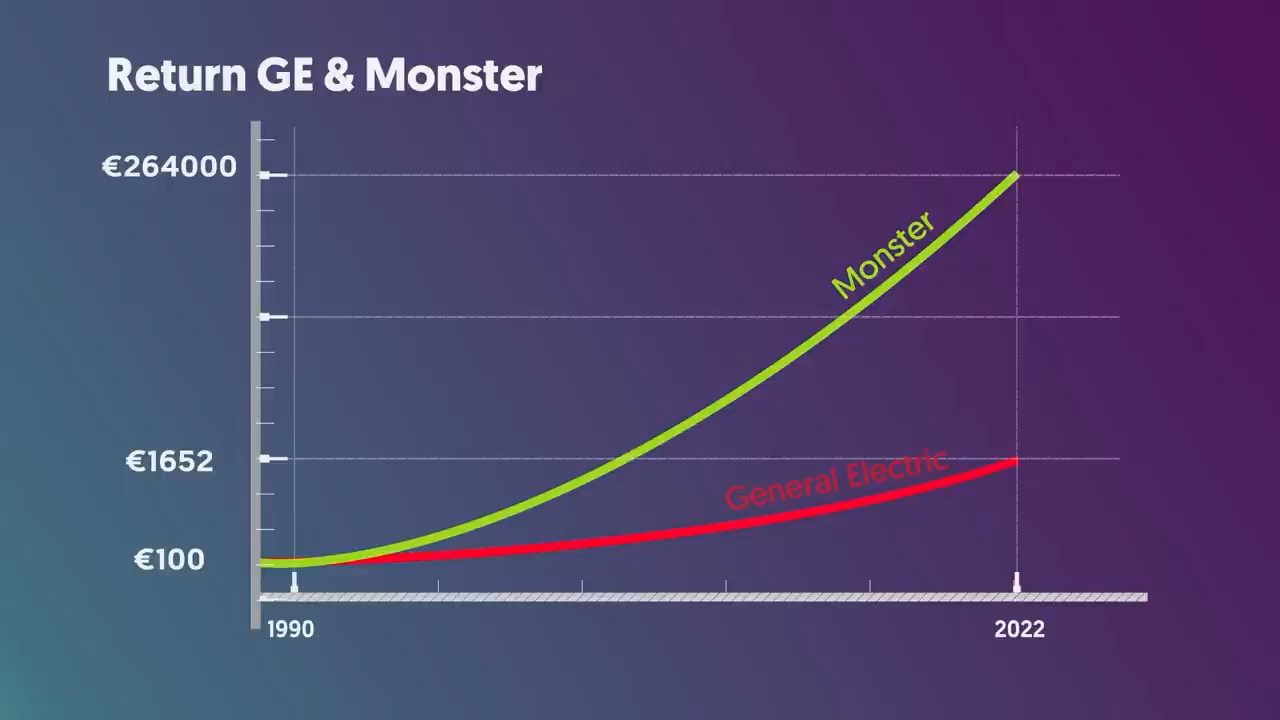 Return GE & Monster
€264000
Monster
€1652
General Electric
€100
1990
2022